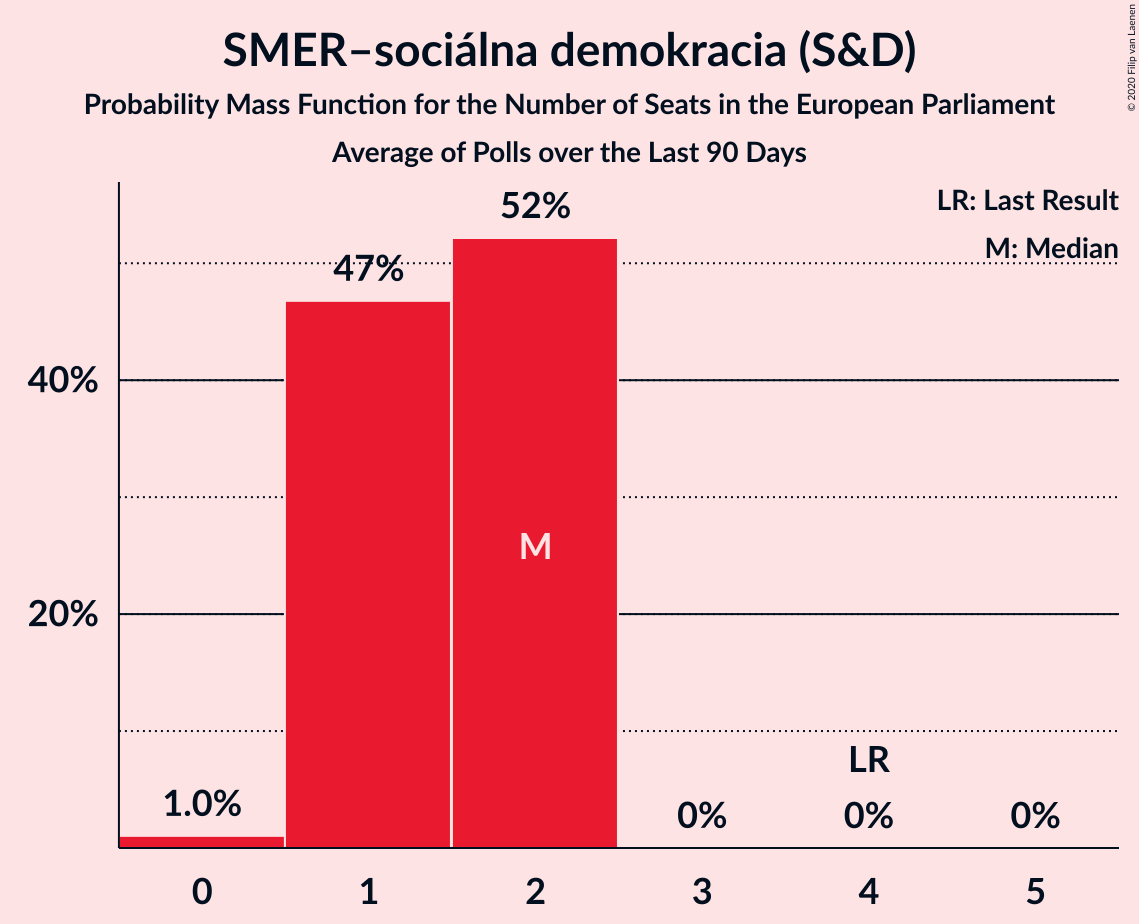 SMER–sociálna demokracia (S&D)
Probability Mass Function for the Number of Seats in the European Parliament
Average of Polls over the Last 90 Days
© 2020 Filip van Laenen
LR: Last Result
M: Median
52%
47%
40%
M
20%
LR
1.0%
0%
0%
0%
0
1
2
3
4
5